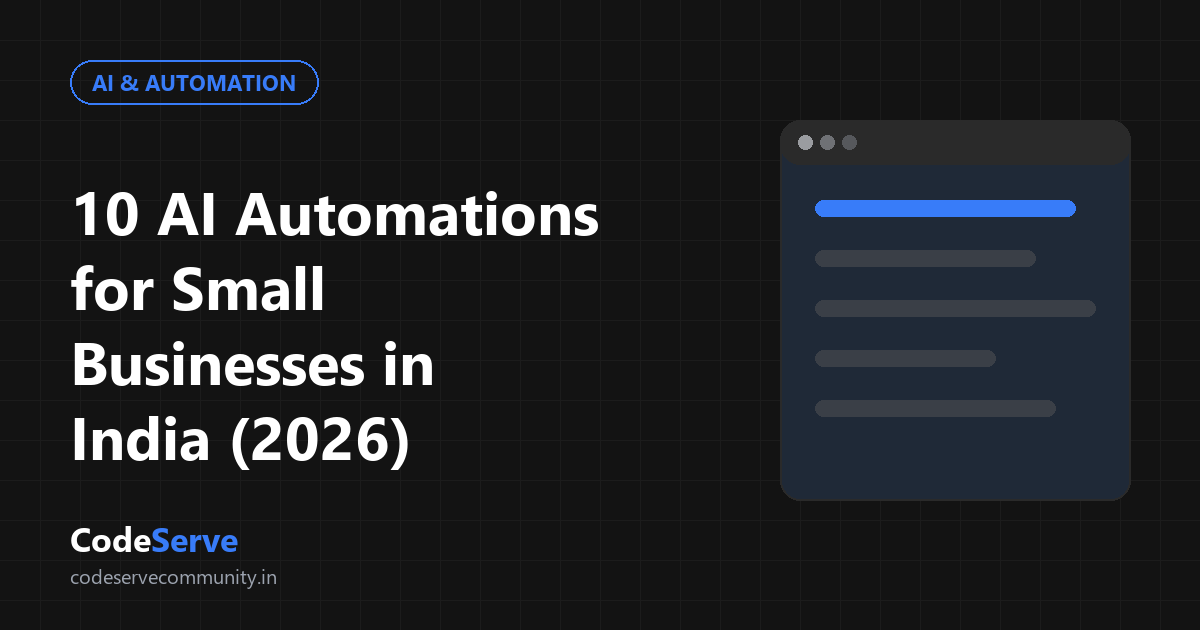 AI & AUTOMATION
10 AI Automations
for Small
Businesses in
India (2026)
CodeServe
codeservecommunity.in